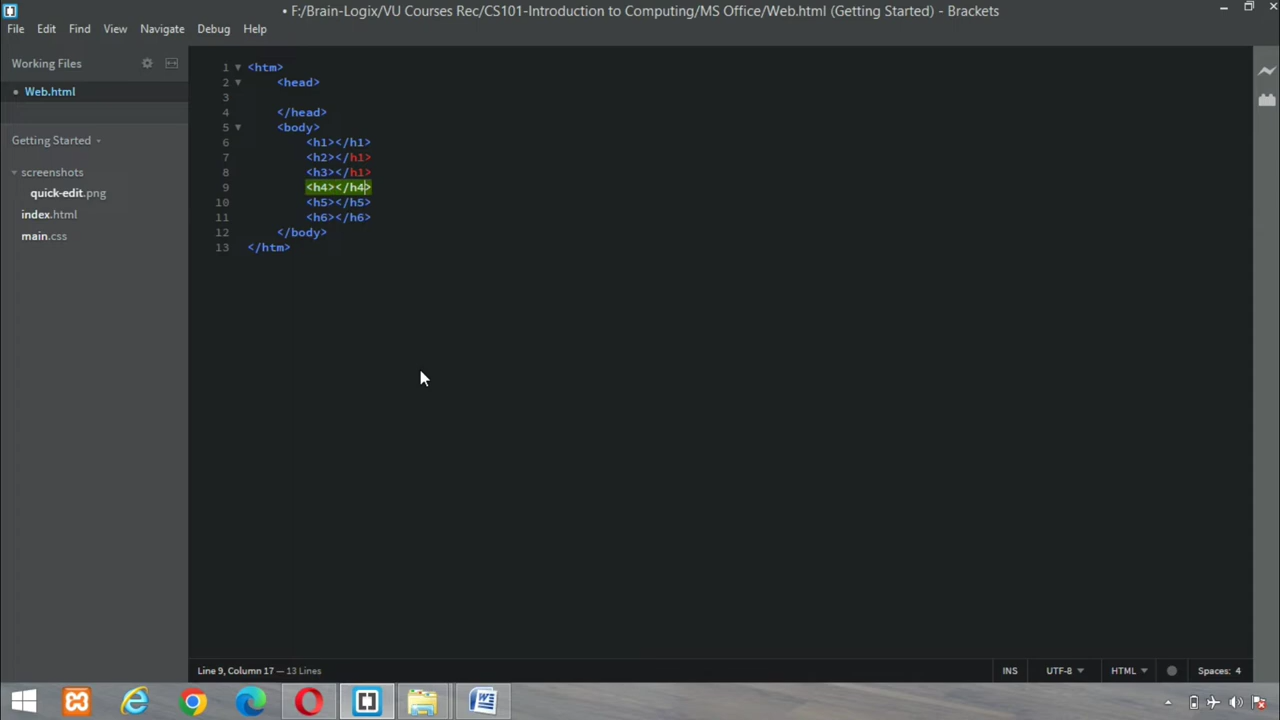 • F:/Brain-Logix/VU Courses Rec/CS101-Introduction to Computing/MS Office/Web.html (Getting Started) - Brackets
File Edit Find View Navigate Debug Help
Working Files
• Web.html
Getting Started
screenshots
quick-edit.png
index.html
main.css
1 <htm>
2 <head>
3
4 </head>
5 <body>
6 <h1></h1>
7 <h2></h1>
8 <h3></h1>
9 <h4></h4>
10 <h5></h5>
11 <h6></h6>
12 </body>
13 </htm>
Line 9, Column 17 — 13 Lines
INS UTF-8 HTML Spaces: 4